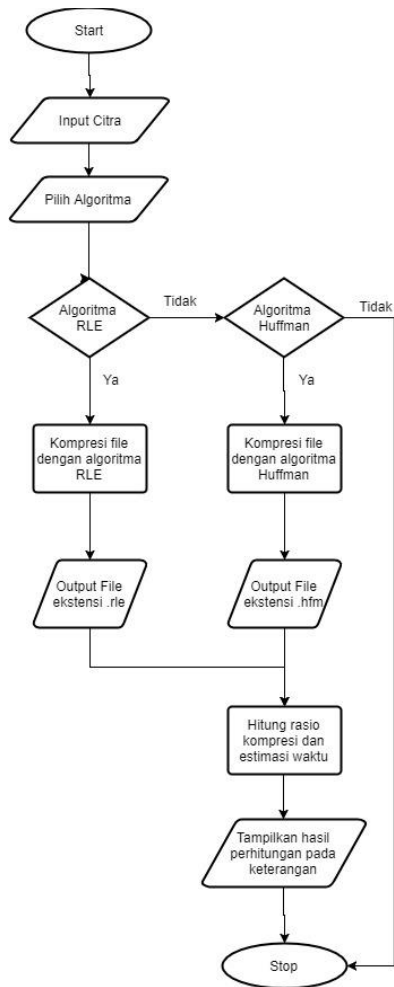 Start
Input Citra
Pilih Algoritma
Algoritma
RLE
Tidak
Algoritma
Huffman
Tidak
Ya
Ya
Kompresi file
dengan algoritma
RLE
Kompresi file
dengan algoritma
Huffman
Output File
ekstensi .rle
Output File
ekstensi .hfm
Hitung rasio
kompresi dan
estimasi waktu
Tampilkan hasil
perhitungan pada
keterangan
Stop